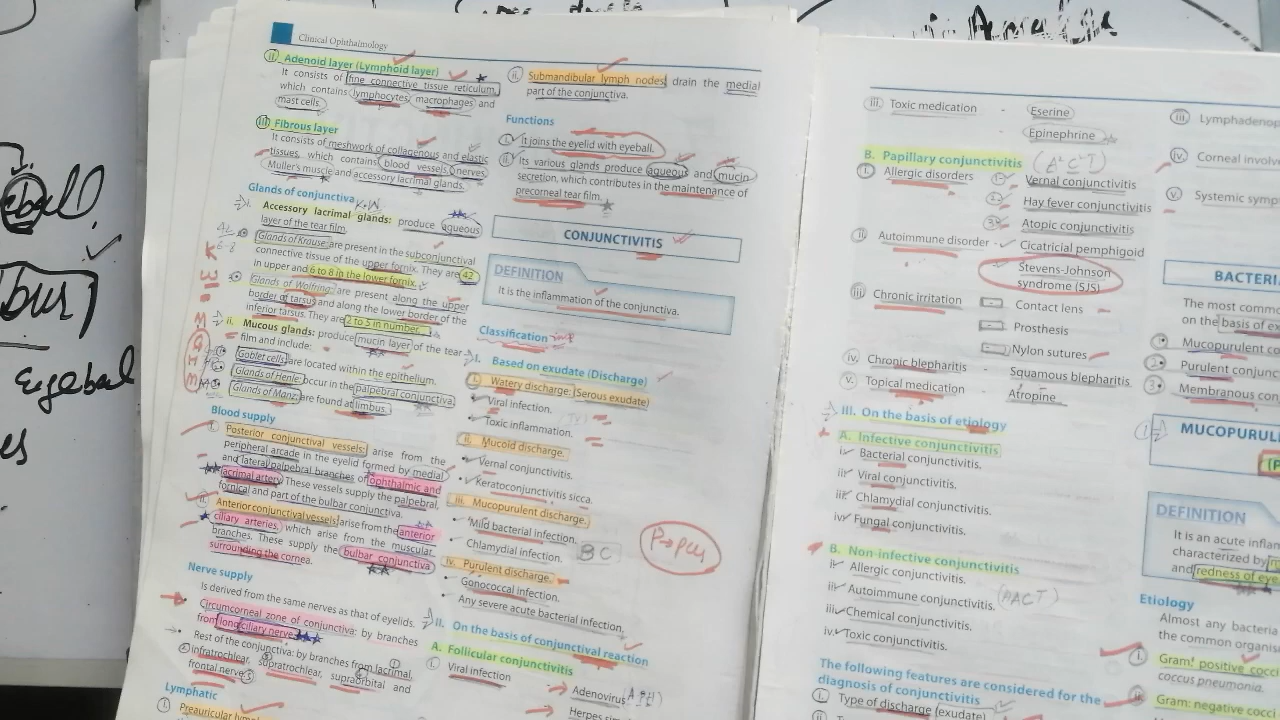 Clinical Ophthalmology
ii. Adenoid layer (Lymphoid layer)
It consists of fine connective tissue reticulum,
which contains lymphocytes, macrophages and
mast cells.
iii. Fibrous layer
It consists of meshwork of collagenous and elastic
tissues, which contains blood vessels, nerves,
Muller's muscle and accessory lacrimal glands.
Glands of conjunctiva K.W
i. Accessory lacrimal glands: produce aqueous
layer of the tear film.
Glands of Krause: are present in the subconjunctival
connective tissue of the upper fornix. They are 42
in upper and 6 to 8 in the lower fornix.
Glands of Wolfring: are present along the upper
border of tarsus and along the lower border of the
inferior tarsus. They are 2 to 5 in number.
ii. Mucous glands: produce mucin layer of the tear
film and include:
Goblet cells are located within the epithelium.
Glands of Henle occur in the palpebral conjunctiva.
Glands of Manz are found at limbus.
Blood supply
i. Posterior conjunctival vessels arise from the
peripheral arcade in the eyelid formed by medial
and lateral palpebral branches of ophthalmic and
lacrimal artery. These vessels supply the palpebral,
fornical and part of the bulbar conjunctiva.
ii. Anterior conjunctival vessels arise from the anterior
ciliary arteries, which arise from the muscular
branches. These supply the bulbar conjunctiva
surrounding the cornea.
Nerve supply
Is derived from the same nerves as that of eyelids.
Circumcorneal zone of conjunctiva: by branches
from long ciliary nerve.
Rest of the conjunctiva: by branches from lacrimal,
infratrochlear, supratrochlear, supraorbital and
frontal nerves
Lymphatic
i. Preauricular
ii. Submandibular lymph nodes: drain the medial
part of the conjunctiva.
Functions
i. It joins the eyelid with eyeball.
ii. Its various glands produce aqueous and mucin
secretion, which contributes in the maintenance of
precorneal tear film.
CONJUNCTIVITIS
DEFINITION
It is the inflammation of the conjunctiva.
Classification imp
I. Based on exudate (Discharge)
i. Watery discharge: (Serous exudate)
• Viral infection.
• Toxic inflammation.
ii. Mucoid discharge.
• Vernal conjunctivitis.
• Keratoconjunctivitis sicca.
iii. Mucopurulent discharge.
• Mild bacterial infection.
• Chlamydial infection. BC
iv. Purulent discharge.
• Gonococcal infection.
• Any severe acute bacterial infection.
II. On the basis of conjunctival reaction
A. Follicular conjunctivitis
i. Viral infection
Adenovirus
Herpes
iii. Toxic medication - Eserine
Epinephrine
B. Papillary conjunctivitis
i. Allergic disorders - Vernal conjunctivitis
Hay fever conjunctivitis
Atopic conjunctivitis
ii. Autoimmune disorder - Cicatricial pemphigoid
Stevens-Johnson
syndrome (SJS)
iii. Chronic irritation - Contact lens
Prosthesis
Nylon sutures
iv. Chronic blepharitis - Squamous blepharitis
v. Topical medication - Atropine
III. On the basis of etiology
A. Infective conjunctivitis
i. Bacterial conjunctivitis.
ii. Viral conjunctivitis.
iii. Chlamydial conjunctivitis.
iv. Fungal conjunctivitis.
B. Non-infective conjunctivitis
i. Allergic conjunctivitis.
ii. Autoimmune conjunctivitis. (AACT)
iii. Chemical conjunctivitis.
iv. Toxic conjunctivitis.
The following features are considered for the
diagnosis of conjunctivitis
i. Type of discharge (exudate)
iii.
iv. Corneal
v. Systemic
The most
on the basis of
1. Mucopurulent
2. Purulent
3. Membranous
DEFINITION
It is an acute
characterized by
and redness of
Etiology
Almost any bacteria
the common
i. Gram positive cocci
coccus pneumonia.
ii. Gram negative cocci